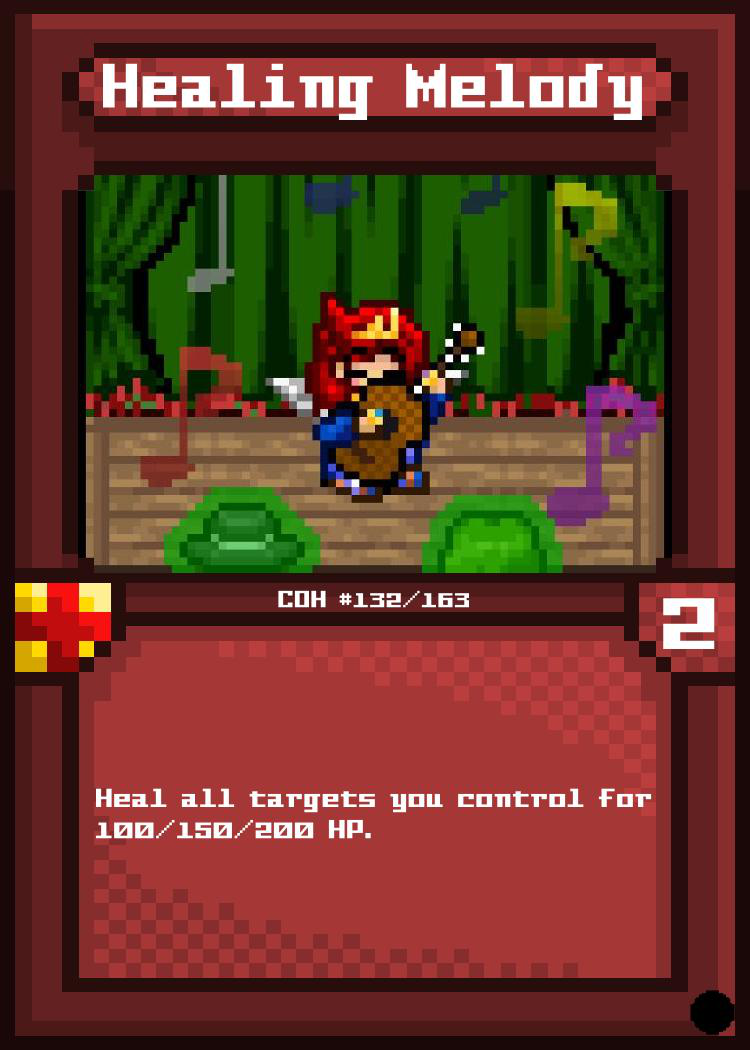 Healing Melody
COH #132/163
2
Heal all targets you control for
100/150/200 HP.